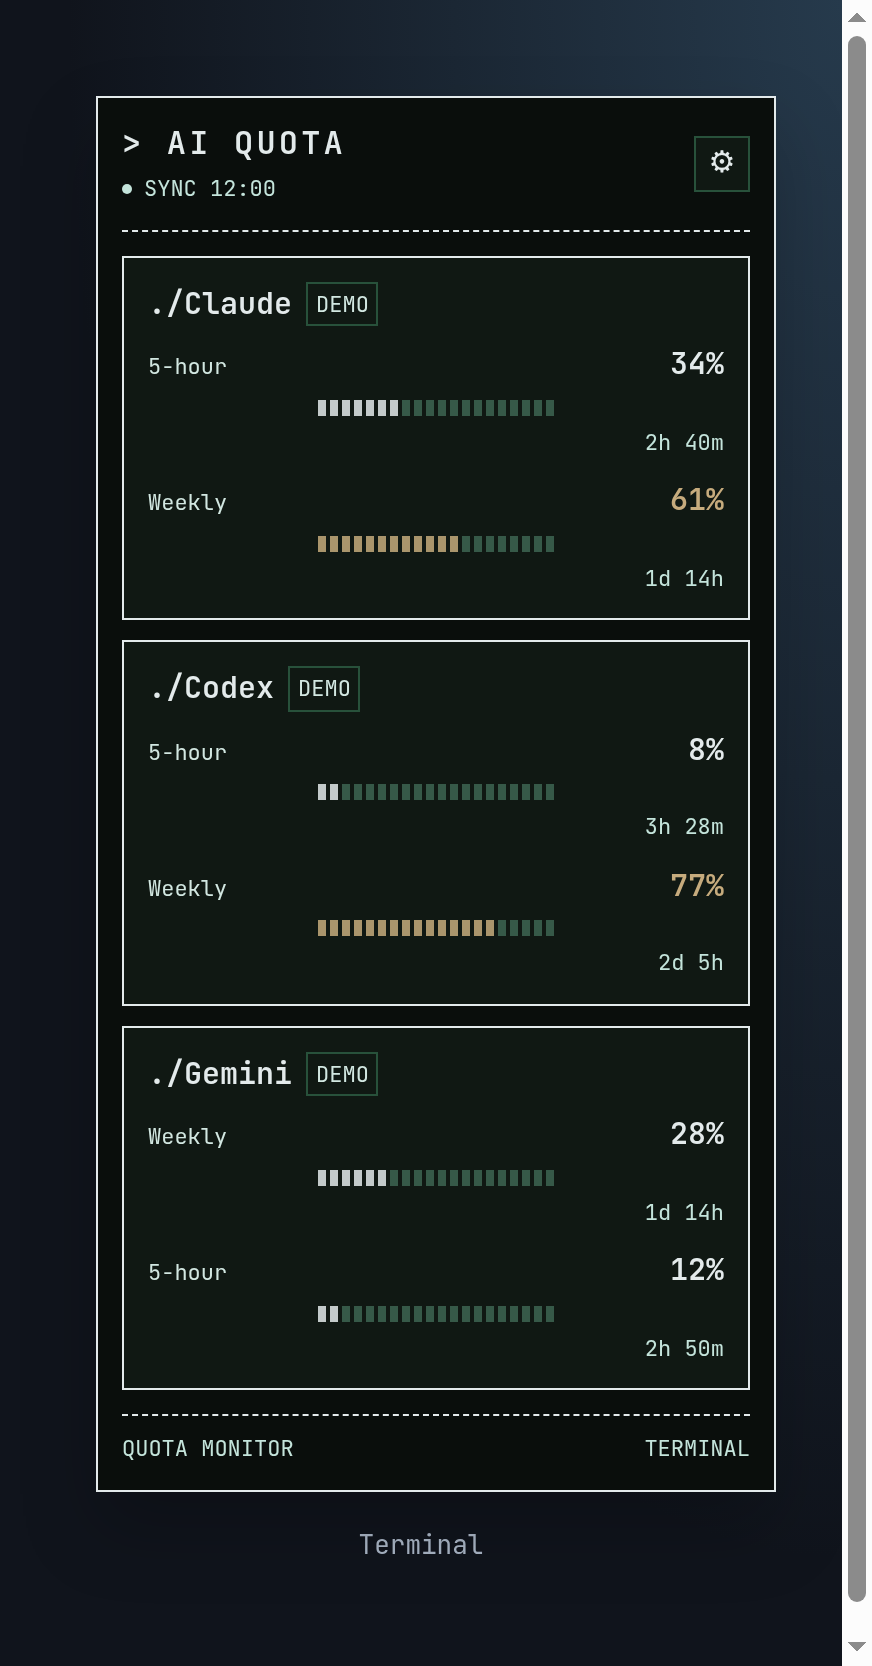 > AI QUOTA
SYNC 12:00
./Claude DEMO
5-hour 34%
2h 40m
Weekly 61%
1d 14h
./Codex DEMO
5-hour 8%
3h 28m
Weekly 77%
2d 5h
./Gemini DEMO
Weekly 28%
1d 14h
5-hour 12%
2h 50m
QUOTA MONITOR TERMINAL
Terminal